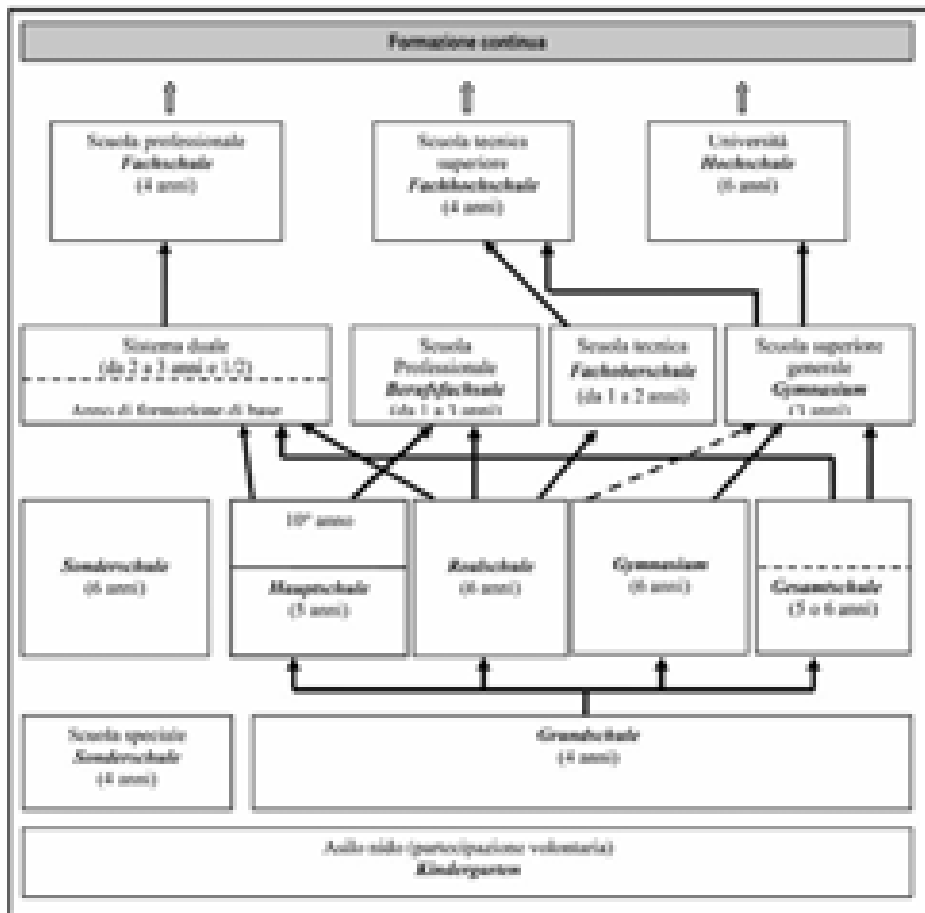 Formazione continua
Scuola professionale
Fachschule
(4 anni)
Scuola tecnica
superiore
Fachhochschule
(4 anni)
Università
Hochschule
(6 anni)
Sistema duale
(da 2 a 3 anni e 1/2)
Anno di formazione di base
Scuola
Professionale
(da 1 a 3 anni)
Scuola tecnica
Fachoberschule
(da 1 a 2 anni)
Scuola superiore
generale
Gymnasium
(3 anni)
Sonderschule
(6 anni)
10° anno
Hauptschule
(5 anni)
Realschule
(6 anni)
Gymnasium
(6 anni)
Gesamtschule
(5 o 6 anni)
Scuola speciale
Sonderschule
(4 anni)
Grundschule
(4 anni)
Asilo nido (partecipazione volontaria)
Kindergarten